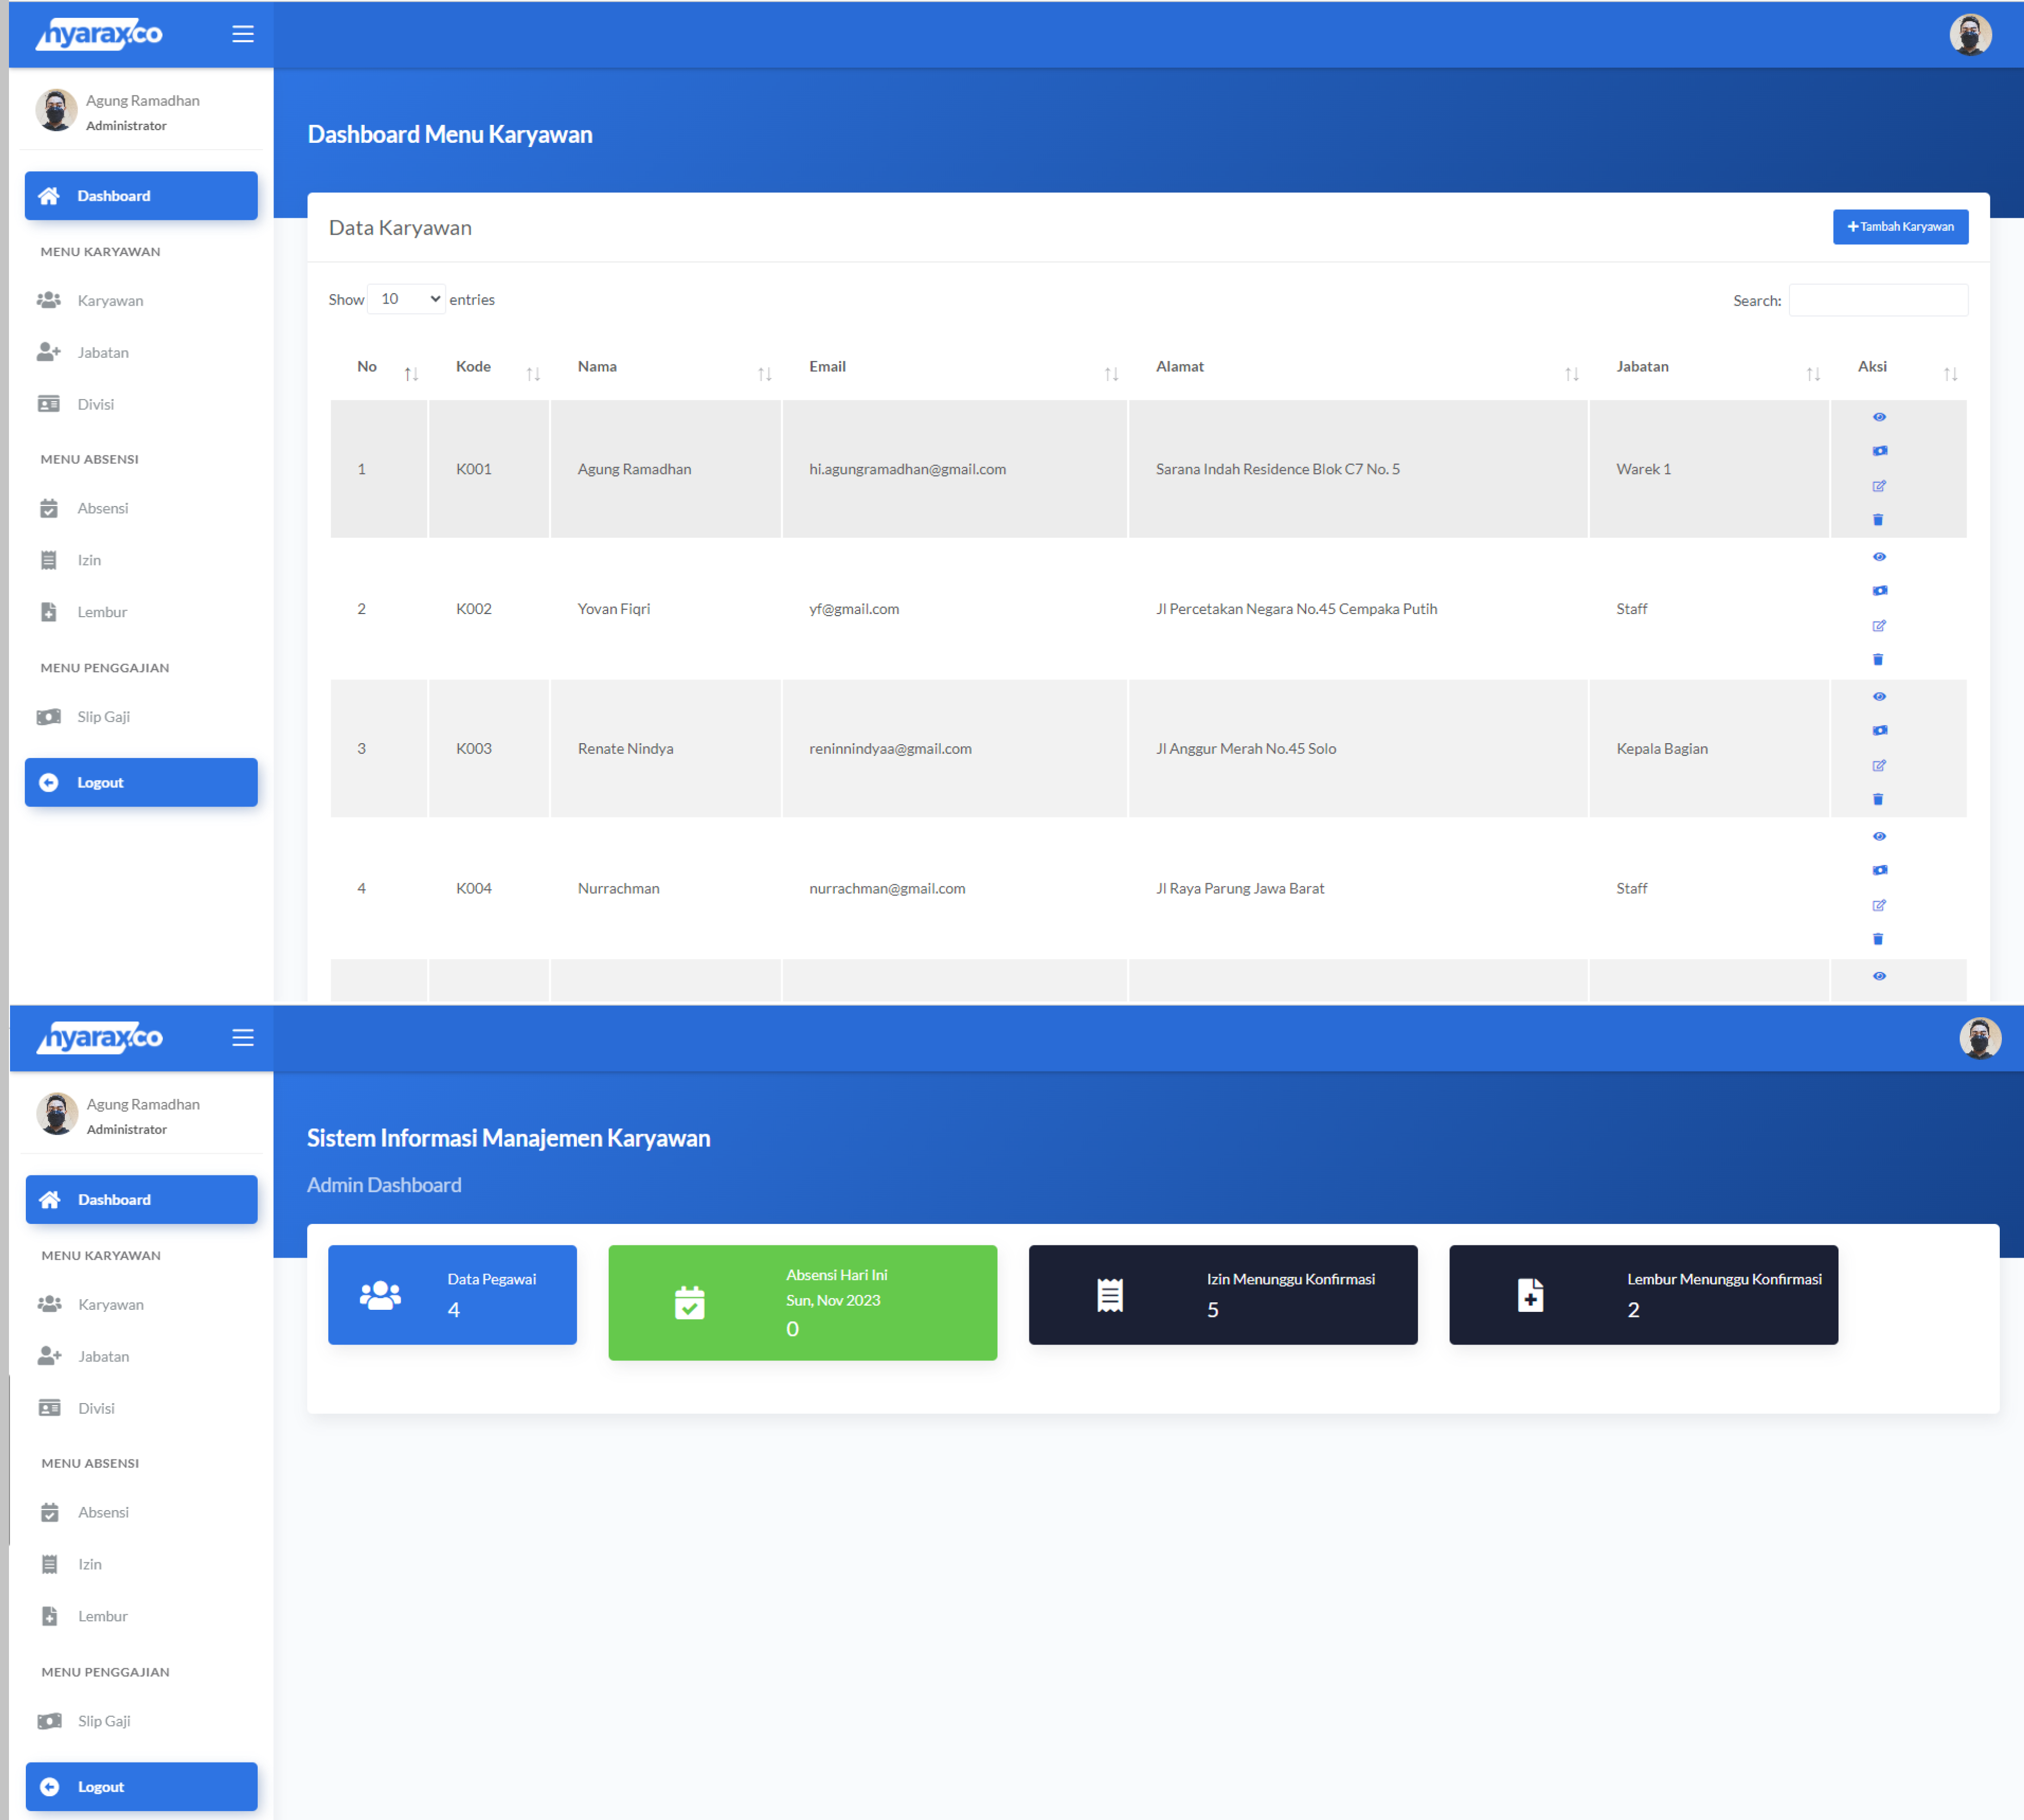 hyarax.co
Agung Ramadhan
Administrator
Dashboard
MENU KARYAWAN
Karyawan
Jabatan
Divisi
MENU ABSENSI
Absensi
Izin
Lembur
MENU PENGGAJIAN
Slip Gaji
Logout
Dashboard Menu Karyawan
Data Karyawan
+Tambah Karyawan
Show 10 entries
Search:
No Kode Nama Email Alamat Jabatan Aksi
1 K001 Agung Ramadhan hi.agungramadhan@gmail.com Sarana Indah Residence Blok C7 No. 5 Warek 1
2 K002 Yovan Fiqri yf@gmail.com Jl Percetakan Negara No.45 Cempaka Putih Staff
3 K003 Renate Nindya reninnindyaa@gmail.com Jl Anggur Merah No.45 Solo Kepala Bagian
4 K004 Nurrachman nurrachman@gmail.com Jl Raya Parung Jawa Barat Staff
hyarax.co
Agung Ramadhan
Administrator
Dashboard
MENU KARYAWAN
Karyawan
Jabatan
Divisi
MENU ABSENSI
Absensi
Izin
Lembur
MENU PENGGAJIAN
Slip Gaji
Logout
Sistem Informasi Manajemen Karyawan
Admin Dashboard
Data Pegawai
4
Absensi Hari Ini
Sun, Nov 2023
0
Izin Menunggu Konfirmasi
5
Lembur Menunggu Konfirmasi
2